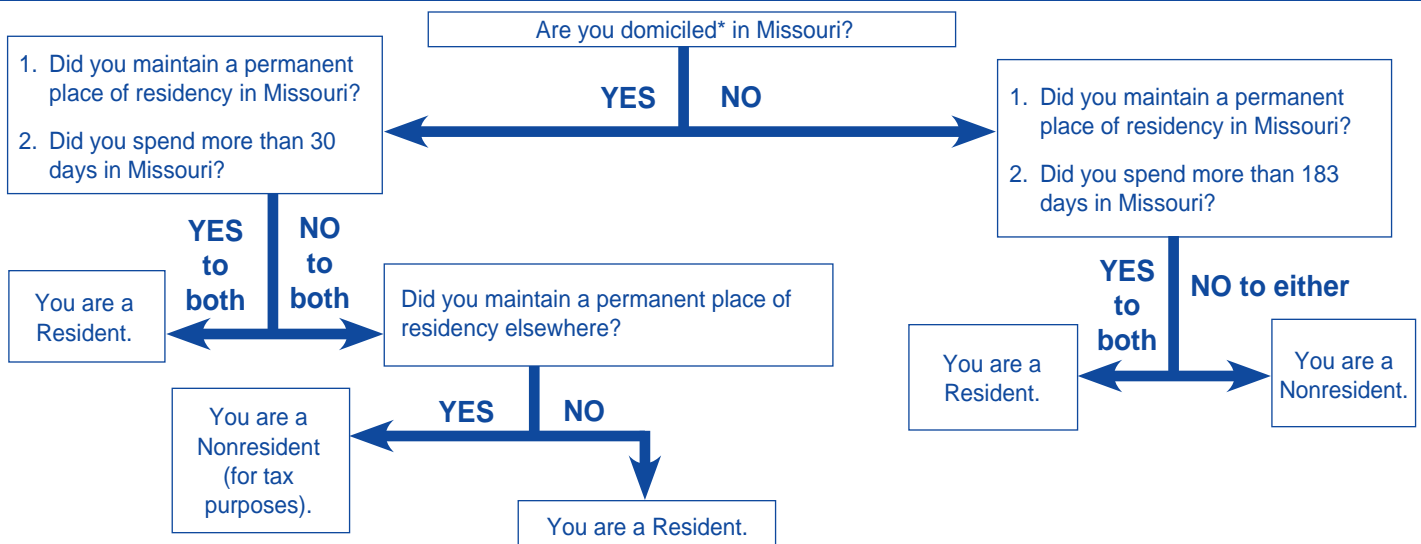 Are you domiciled* in Missouri?
YES
NO
1. Did you maintain a permanent
place of residency in Missouri?
2. Did you spend more than 30
days in Missouri?
1. Did you maintain a permanent
place of residency in Missouri?
2. Did you spend more than 183
days in Missouri?
YES
to
both
NO
to
both
You are a
Resident.
Did you maintain a permanent place of
residency elsewhere?
YES
to
both
NO to either
You are a
Resident.
You are a
Nonresident.
YES
NO
You are a
Nonresident
(for tax
purposes).
You are a Resident.